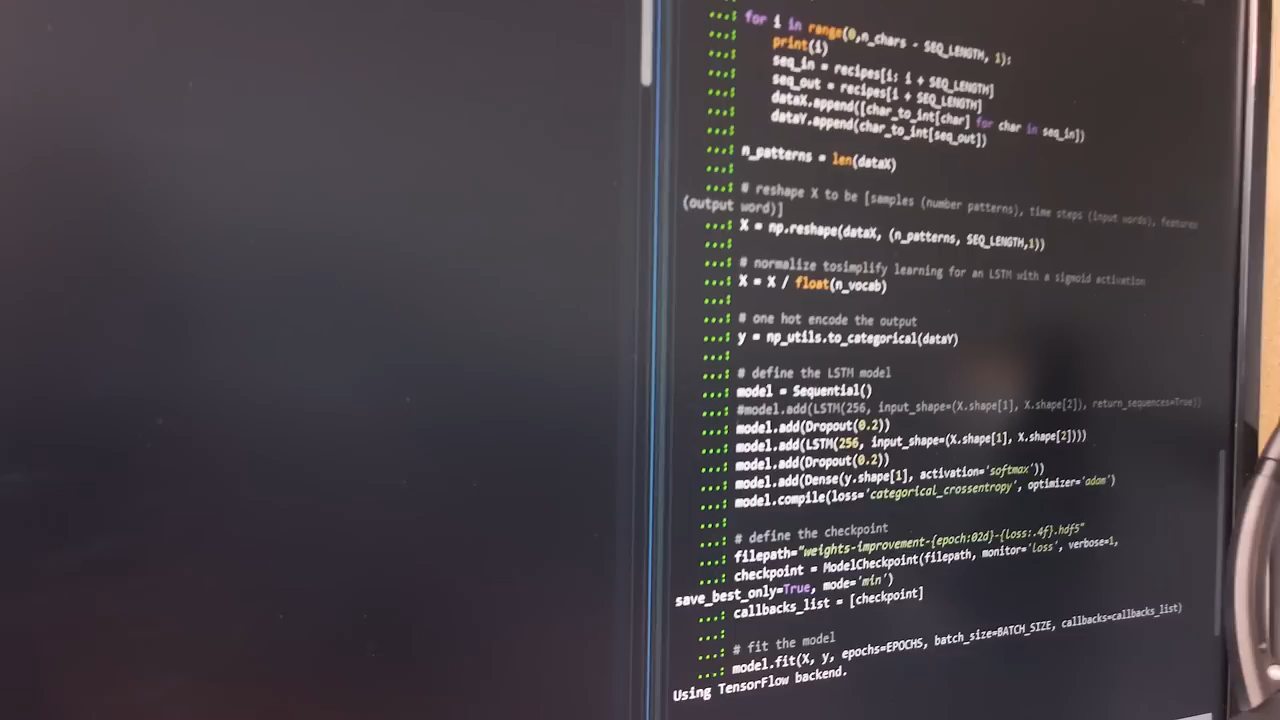 ...: for i in range(0,n_chars - SEQ_LENGTH, 1):
...: print(i)
...: seq_in = recipes[i: i + SEQ_LENGTH]
...: seq_out = recipes[i + SEQ_LENGTH]
...: dataX.append([char_to_int[char] for char in seq_in])
...: dataY.append(char_to_int[seq_out])
...:
...: n_patterns = len(dataX)
...:
...: # reshape X to be [samples (number patterns), time steps (input words), features
(output word)]
...: X = np.reshape(dataX, (n_patterns, SEQ_LENGTH,1))
...:
...: # normalize tosimplify learning for an LSTM with a sigmoid activation
...: X = X / float(n_vocab)
...:
...: # one hot encode the output
...: y = np_utils.to_categorical(dataY)
...:
...: # define the LSTM model
...: model = Sequential()
...: #model.add(LSTM(256, input_shape=(X.shape[1], X.shape[2]), return_sequences=True))
...: model.add(Dropout(0.2))
...: model.add(LSTM(256, input_shape=(X.shape[1], X.shape[2])))
...: model.add(Dropout(0.2))
...: model.add(Dense(y.shape[1], activation='softmax'))
...: model.compile(loss='categorical_crossentropy', optimizer='adam')
...:
...: # define the checkpoint
...: filepath="weights-improvement-{epoch:02d}-{loss:.4f}.hdf5"
...: checkpoint = ModelCheckpoint(filepath, monitor='loss', verbose=1,
save_best_only=True, mode='min')
...: callbacks_list = [checkpoint]
...:
...: # fit the model
...: model.fit(X, y, epochs=EPOCHS, batch_size=BATCH_SIZE, callbacks=callbacks_list)
Using TensorFlow backend.